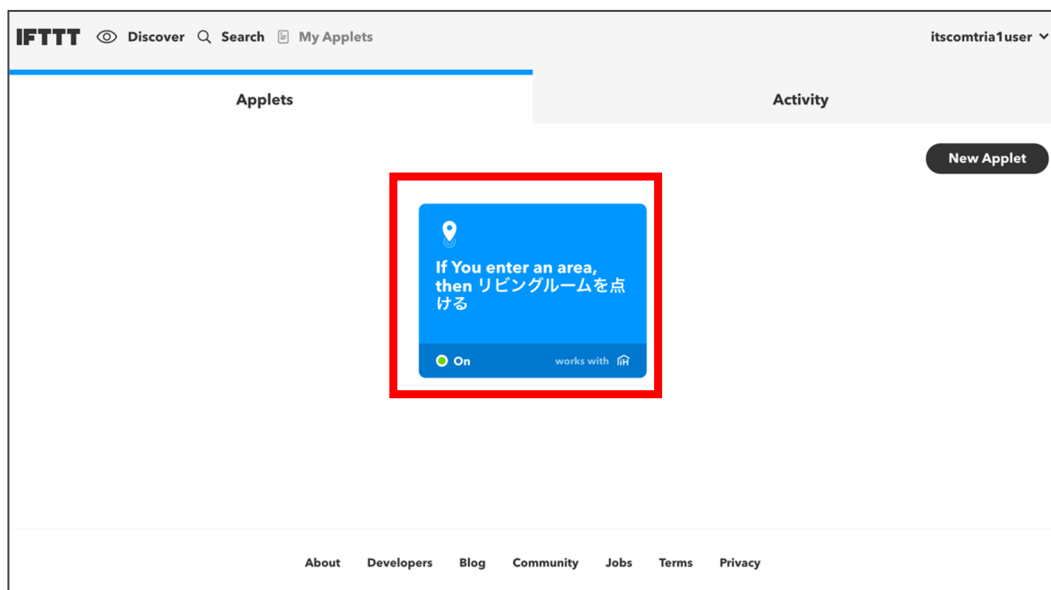 IFTTT Discover Search My Applets itscomtria1user
Applets Activity
New Applet
If You enter an area,
then リビングルームを点
ける
On works with
About Developers Blog Community Jobs Terms Privacy